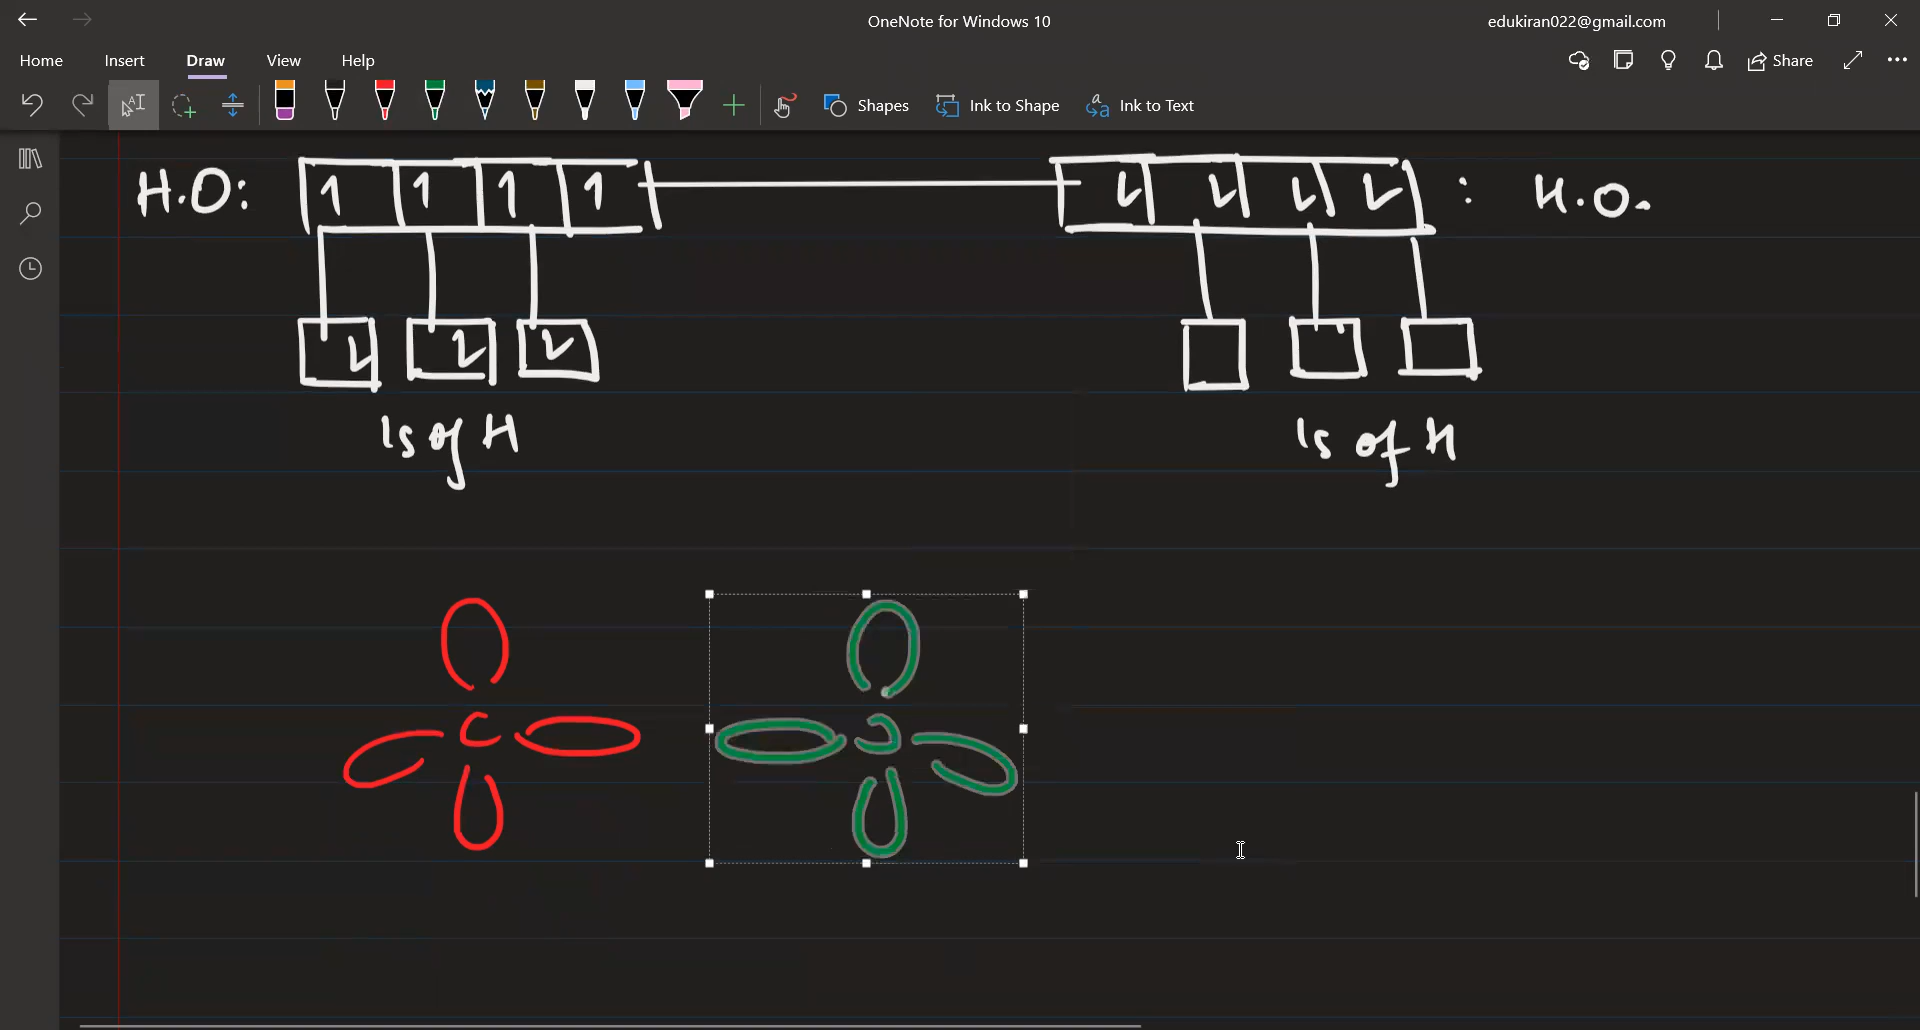 OneNote for Windows 10
edukiran022@gmail.com
Home Insert Draw View Help
Share
Shapes Ink to Shape Ink to Text
H.O: 1 1 1 1
: H.O.
1s of H
1s of H
C